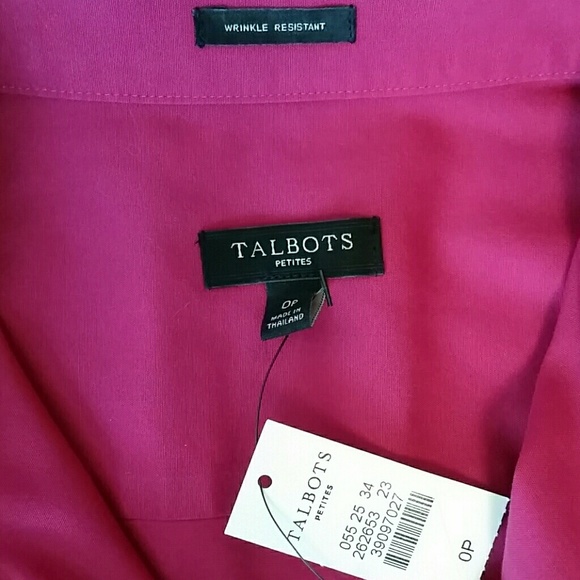 WRINKLE RESISTANT
TALBOTS
PETITES
0P
MADE IN
THAILAND
TALBOTS
PETITES
055 25 34
262653 23
39097027
0P